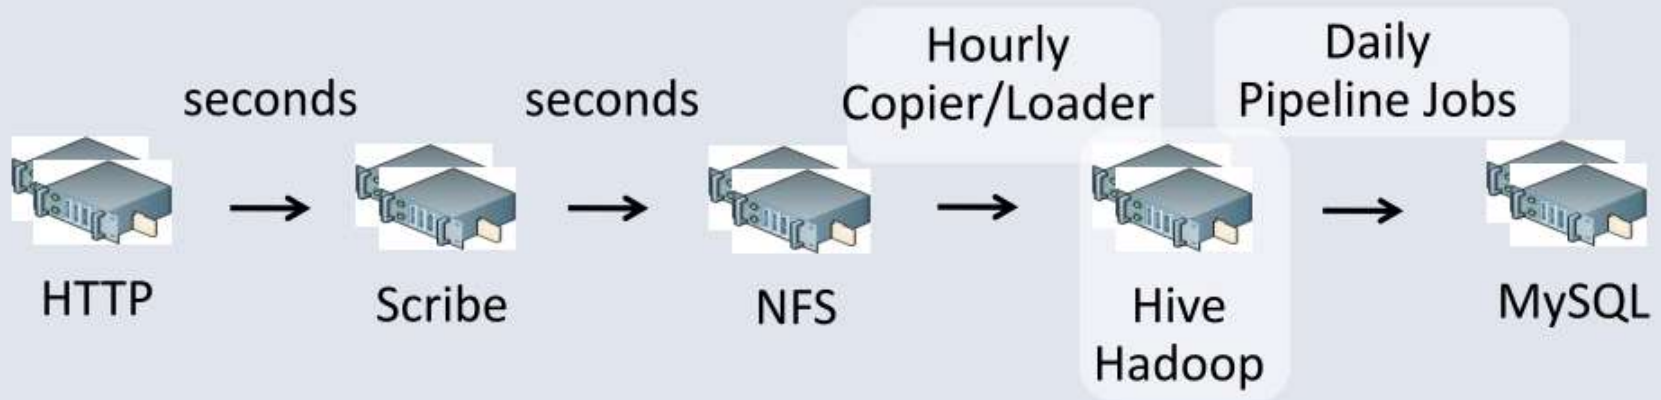 seconds
seconds
Hourly
Copier/Loader
Daily
Pipeline Jobs
HTTP
Scribe
NFS
Hive
Hadoop
MySQL